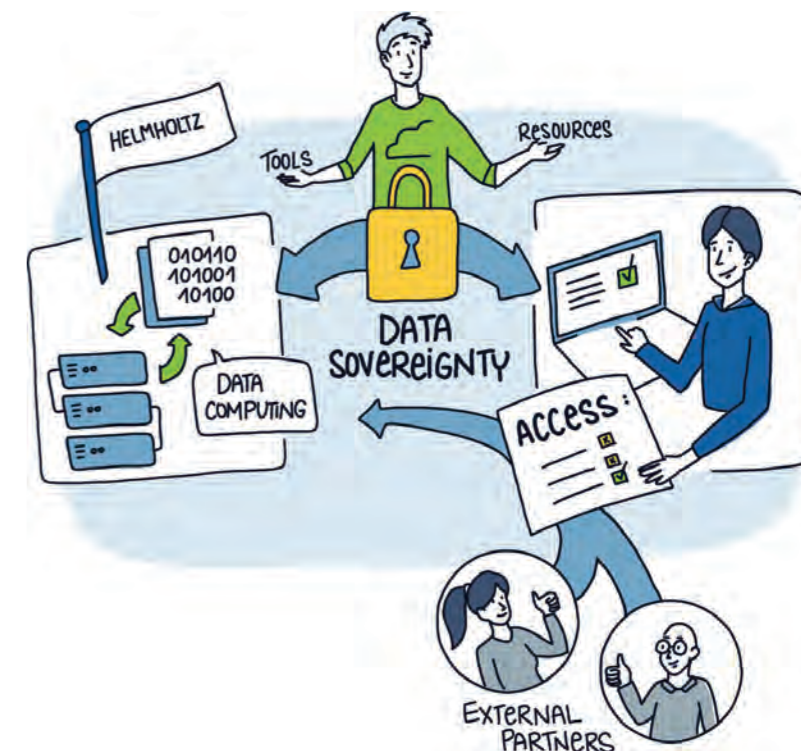 HELMHOLTZ
TOOLS
RESOURCES
010110
101001
10100
DATA
COMPUTING
DATA
SOVEREIGNTY
ACCESS:
EXTERNAL
PARTNERS